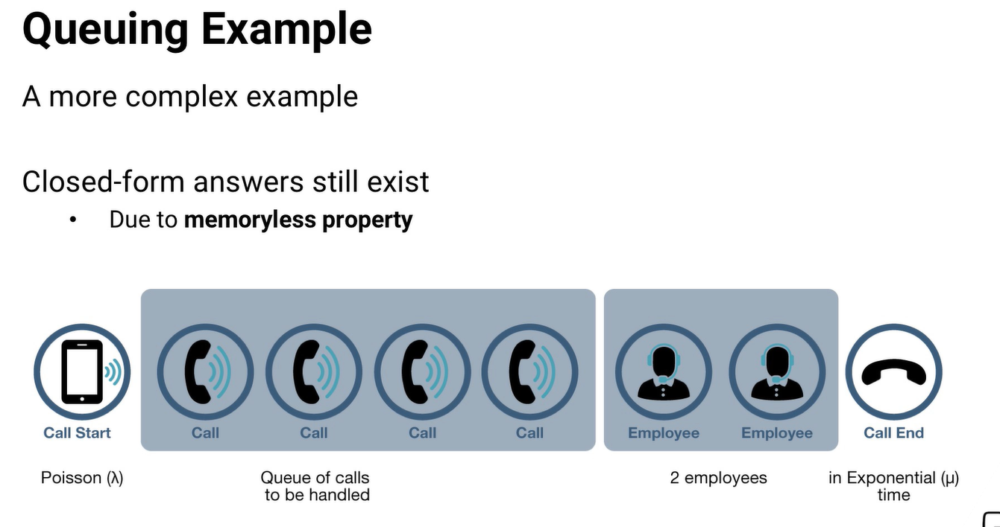 Queuing Example
A more complex example
Closed-form answers still exist
• Due to memoryless property
Call Start
Call
Call
Call
Call
Employee
Employee
Call End
Poisson (λ)
Queue of calls
to be handled
2 employees
in Exponential (μ)
time